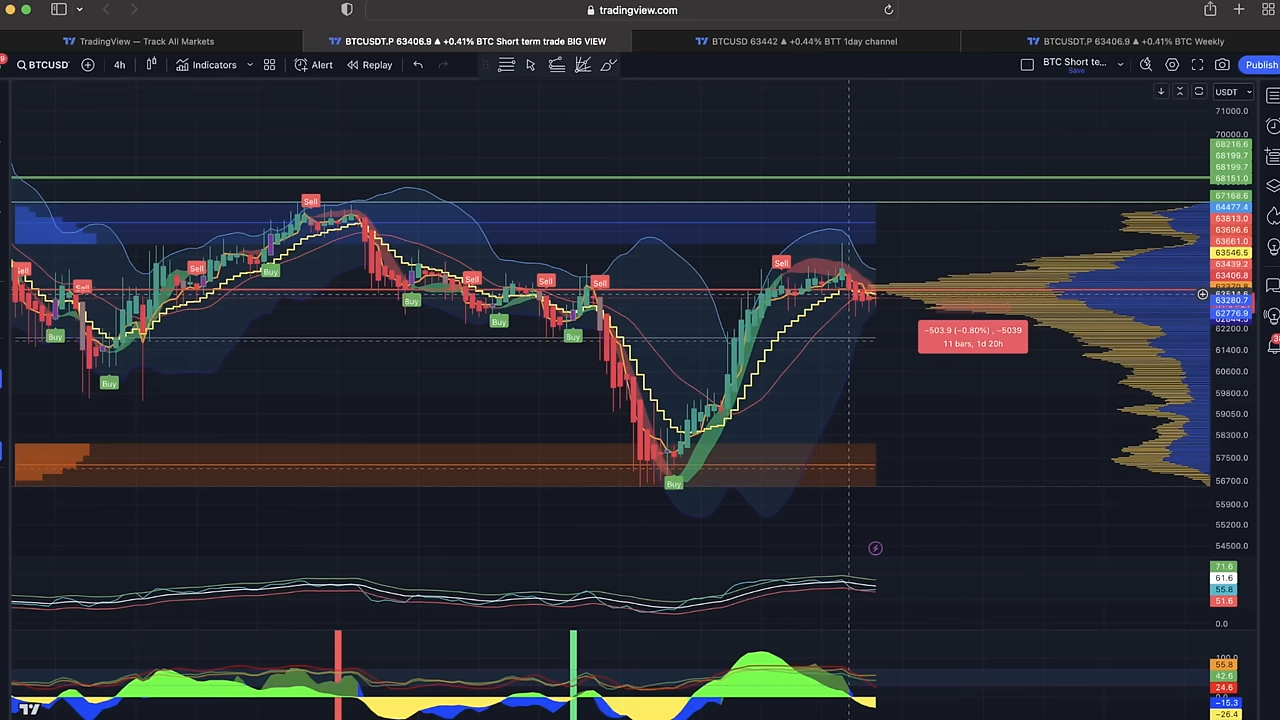 tradingview.com
TradingView — Track All Markets
BTCUSDT.P 63406.9 ▲ +0.41% BTC Short term trade BIG VIEW
BTCUSD 63442 ▲ +0.44% BTT 1day channel
BTCUSDT.P 63406.9 ▲ +0.41% BTC Weekly
BTCUSD
4h
Indicators
Alert
Replay
BTC Short te...
Save
Publish
USDT
71000.0
70000.0
68216.6
68199.7
68199.7
68151.0
67168.6
64477.4
63813.0
63696.6
63661.0
63546.5
63439.2
63406.8
63280.7
62776.9
62200.0
61400.0
60600.0
59800.0
59050.0
58300.0
57500.0
56700.0
55900.0
55200.0
54500.0
Sell
Sell
Buy
Sell
Buy
Buy
Buy
Sell
Buy
Sell
Buy
Sell
Buy
Sell
−503.9 (−0.80%) , −5039
11 bars, 1d 20h
71.6
61.6
55.8
51.6
0.0
100.0
55.8
42.6
24.6
−15.3
−26.4